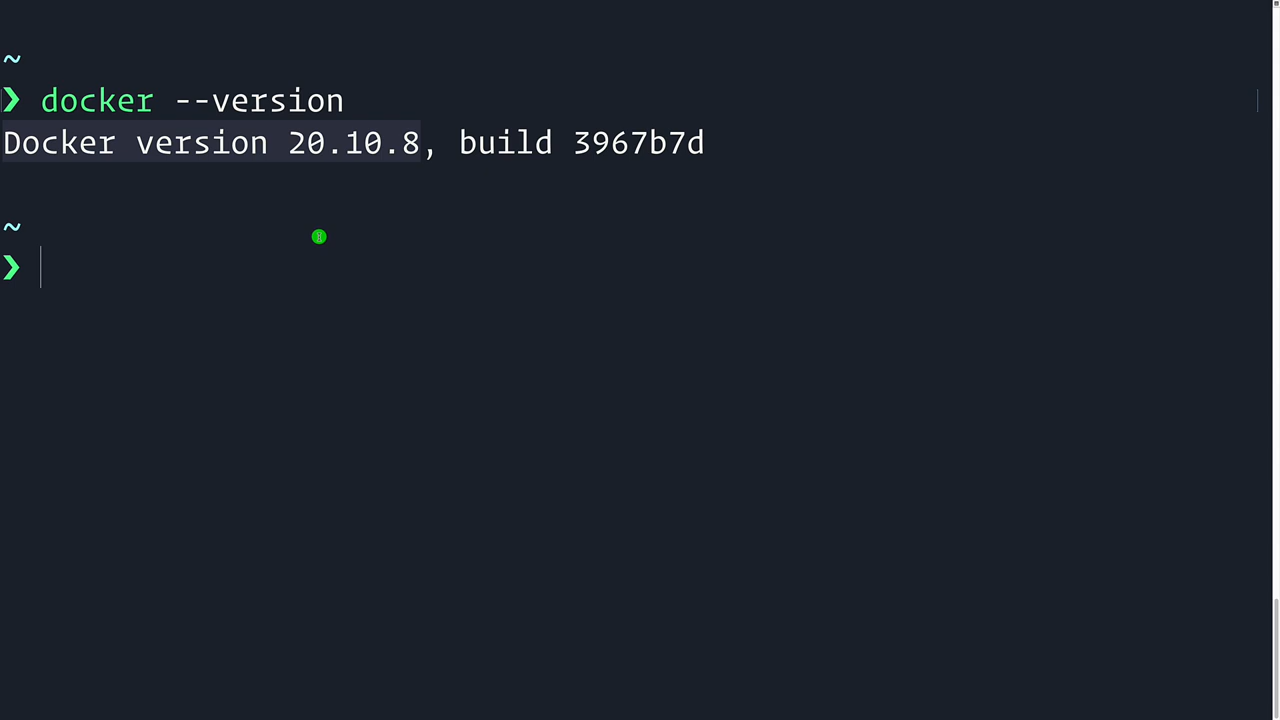 ~
❯ docker --version
Docker version 20.10.8, build 3967b7d
~
❯